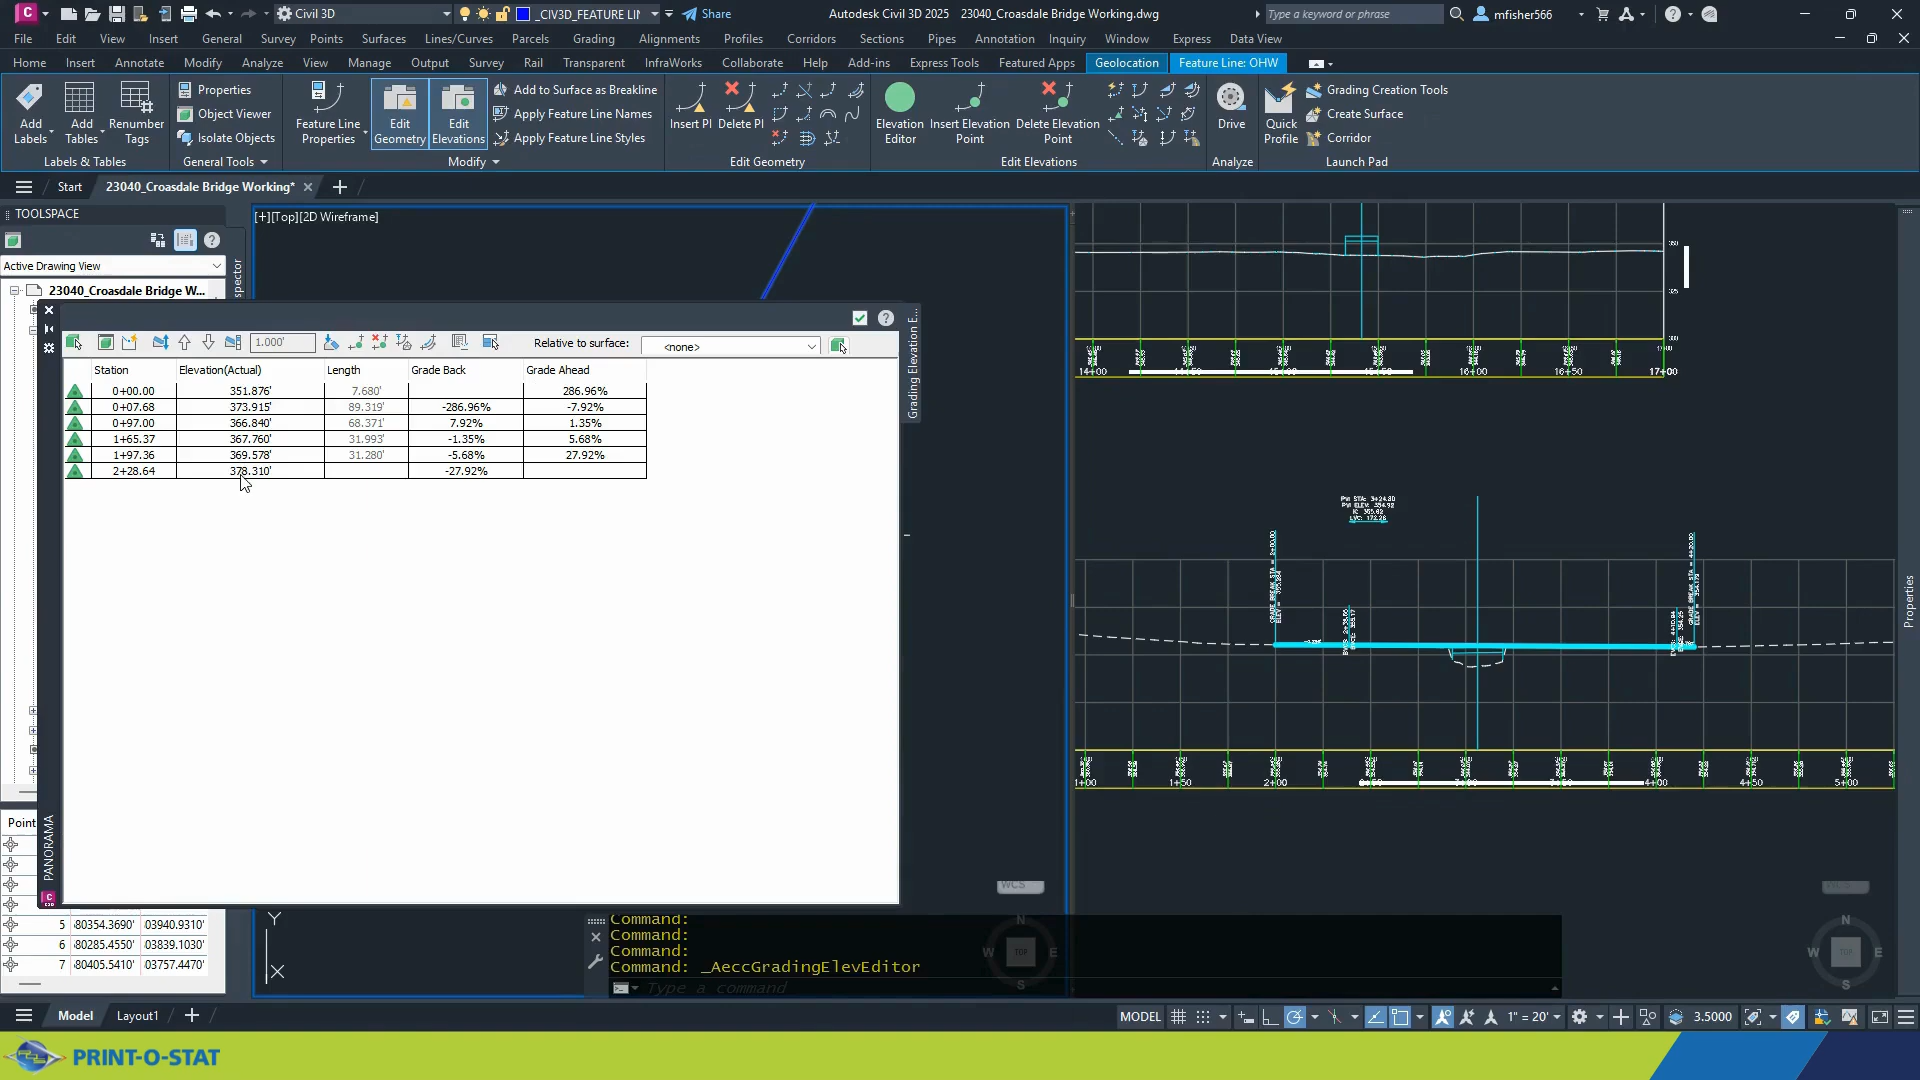 Civil 3D
_CIV3D_FEATURE LIN
Share
Autodesk Civil 3D 2025 23040_Croasdale Bridge Working.dwg
Type a keyword or phrase
mfisher566
File Edit View Insert General Survey Points Surfaces Lines/Curves Parcels Grading Alignments Profiles Corridors Sections Pipes Annotation Inquiry Window Express Data View
Home Insert Annotate Modify Analyze View Manage Output Survey Rail Transparent InfraWorks Collaborate Help Add-ins Express Tools Featured Apps Geolocation Feature Line: OHW
Add Labels
Add Tables
Renumber Tags
Properties
Object Viewer
Isolate Objects
Feature Line Properties
Edit Geometry
Edit Elevations
Add to Surface as Breakline
Apply Feature Line Names
Apply Feature Line Styles
Insert PI
Delete PI
Elevation Editor
Insert Elevation Point
Delete Elevation Point
Drive
Quick Profile
Grading Creation Tools
Create Surface
Corridor
Labels & Tables
General Tools
Modify
Edit Geometry
Edit Elevations
Analyze
Launch Pad
Start
23040_Croasdale Bridge Working*
TOOLSPACE
Active Drawing View
23040_Croasdale Bridge W...
[+][Top][2D Wireframe]
Grading Elevation E...
1.000'
Relative to surface: <none>
Station Elevation(Actual) Length Grade Back Grade Ahead
0+00.00 351.876' 7.680' 286.96%
0+07.68 373.915' 89.319' -286.96% -7.92%
0+97.00 366.840' 68.371' 7.92% 1.35%
1+65.37 367.760' 31.993' -1.35% 5.68%
1+97.36 369.578' 31.280' -5.68% 27.92%
2+28.64 378.310' -27.92%
PANORAMA
Point
5 ›80354.3690' ›03940.9310'
6 ›80285.4550' ›03839.1030'
7 ›80405.5410' ›03757.4470'
14+00 16+00 16+50 17+00
PVI STA: 3+24.80
1+00 1+50 2+00 4+00 4+50 5+00
Properties
WCS
N
W TOP E
S
N
W TOP E
S
Y
X
Command:
Command:
Command:
Command: _AeccGradingElevEditor
Type a command
Model Layout1
MODEL 1" = 20' 3.5000
PRINT-O-STAT